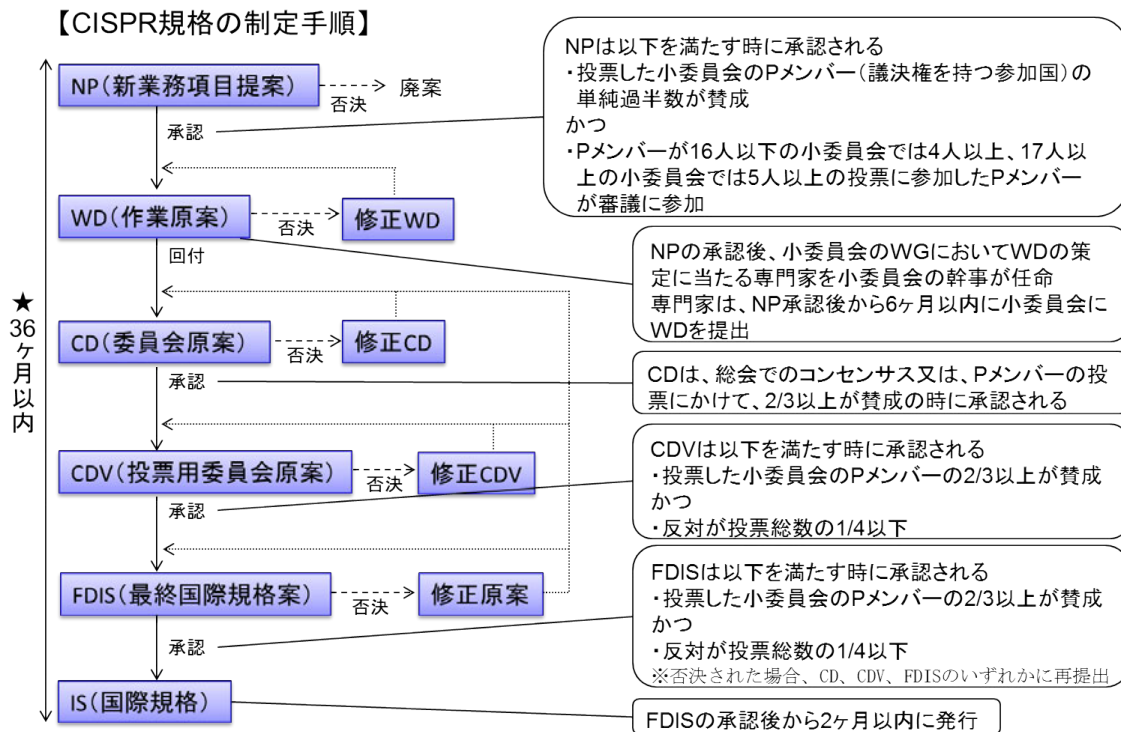 【CISPR規格の制定手順】
★36ヶ月以内
NP(新業務項目提案)
否決
廃案
承認
WD(作業原案)
否決
修正WD
回付
CD(委員会原案)
否決
修正CD
承認
CDV(投票用委員会原案)
否決
修正CDV
承認
FDIS(最終国際規格案)
否決
修正原案
承認
IS(国際規格)
NPは以下を満たす時に承認される
・投票した小委員会のPメンバー(議決権を持つ参加国)の
単純過半数が賛成
かつ
・Pメンバーが16人以下の小委員会では4人以上、17人以
上の小委員会では5人以上の投票に参加したPメンバー
が審議に参加
NPの承認後、小委員会のWGにおいてWDの策
定に当たる専門家を小委員会の幹事が任命
専門家は、NP承認後から6ヶ月以内に小委員会に
WDを提出
CDは、総会でのコンセンサス又は、Pメンバーの投
票にかけて、2/3以上が賛成の時に承認される
CDVは以下を満たす時に承認される
・投票した小委員会のPメンバーの2/3以上が賛成
かつ
・反対が投票総数の1/4以下
FDISは以下を満たす時に承認される
・投票した小委員会のPメンバーの2/3以上が賛成
かつ
・反対が投票総数の1/4以下
※否決された場合、CD、CDV、FDISのいずれかに再提出
FDISの承認後から2ヶ月以内に発行